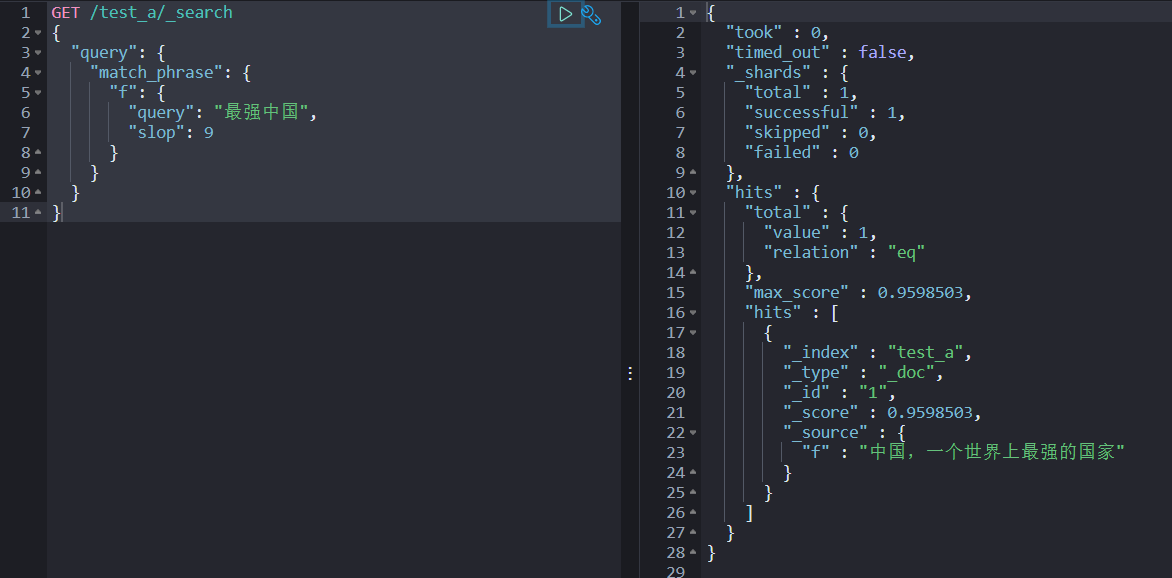 1 GET /test_a/_search
2 {
3 "query": {
4 "match_phrase": {
5 "f": {
6 "query": "最强中国",
7 "slop": 9
8 }
9 }
10 }
11 }
1 {
2 "took" : 0,
3 "timed_out" : false,
4 "_shards" : {
5 "total" : 1,
6 "successful" : 1,
7 "skipped" : 0,
8 "failed" : 0
9 },
10 "hits" : {
11 "total" : {
12 "value" : 1,
13 "relation" : "eq"
14 },
15 "max_score" : 0.9598503,
16 "hits" : [
17 {
18 "_index" : "test_a",
19 "_type" : "_doc",
20 "_id" : "1",
21 "_score" : 0.9598503,
22 "_source" : {
23 "f" : "中国，一个世界上最强的国家"
24 }
25 }
26 ]
27 }
28 }
29